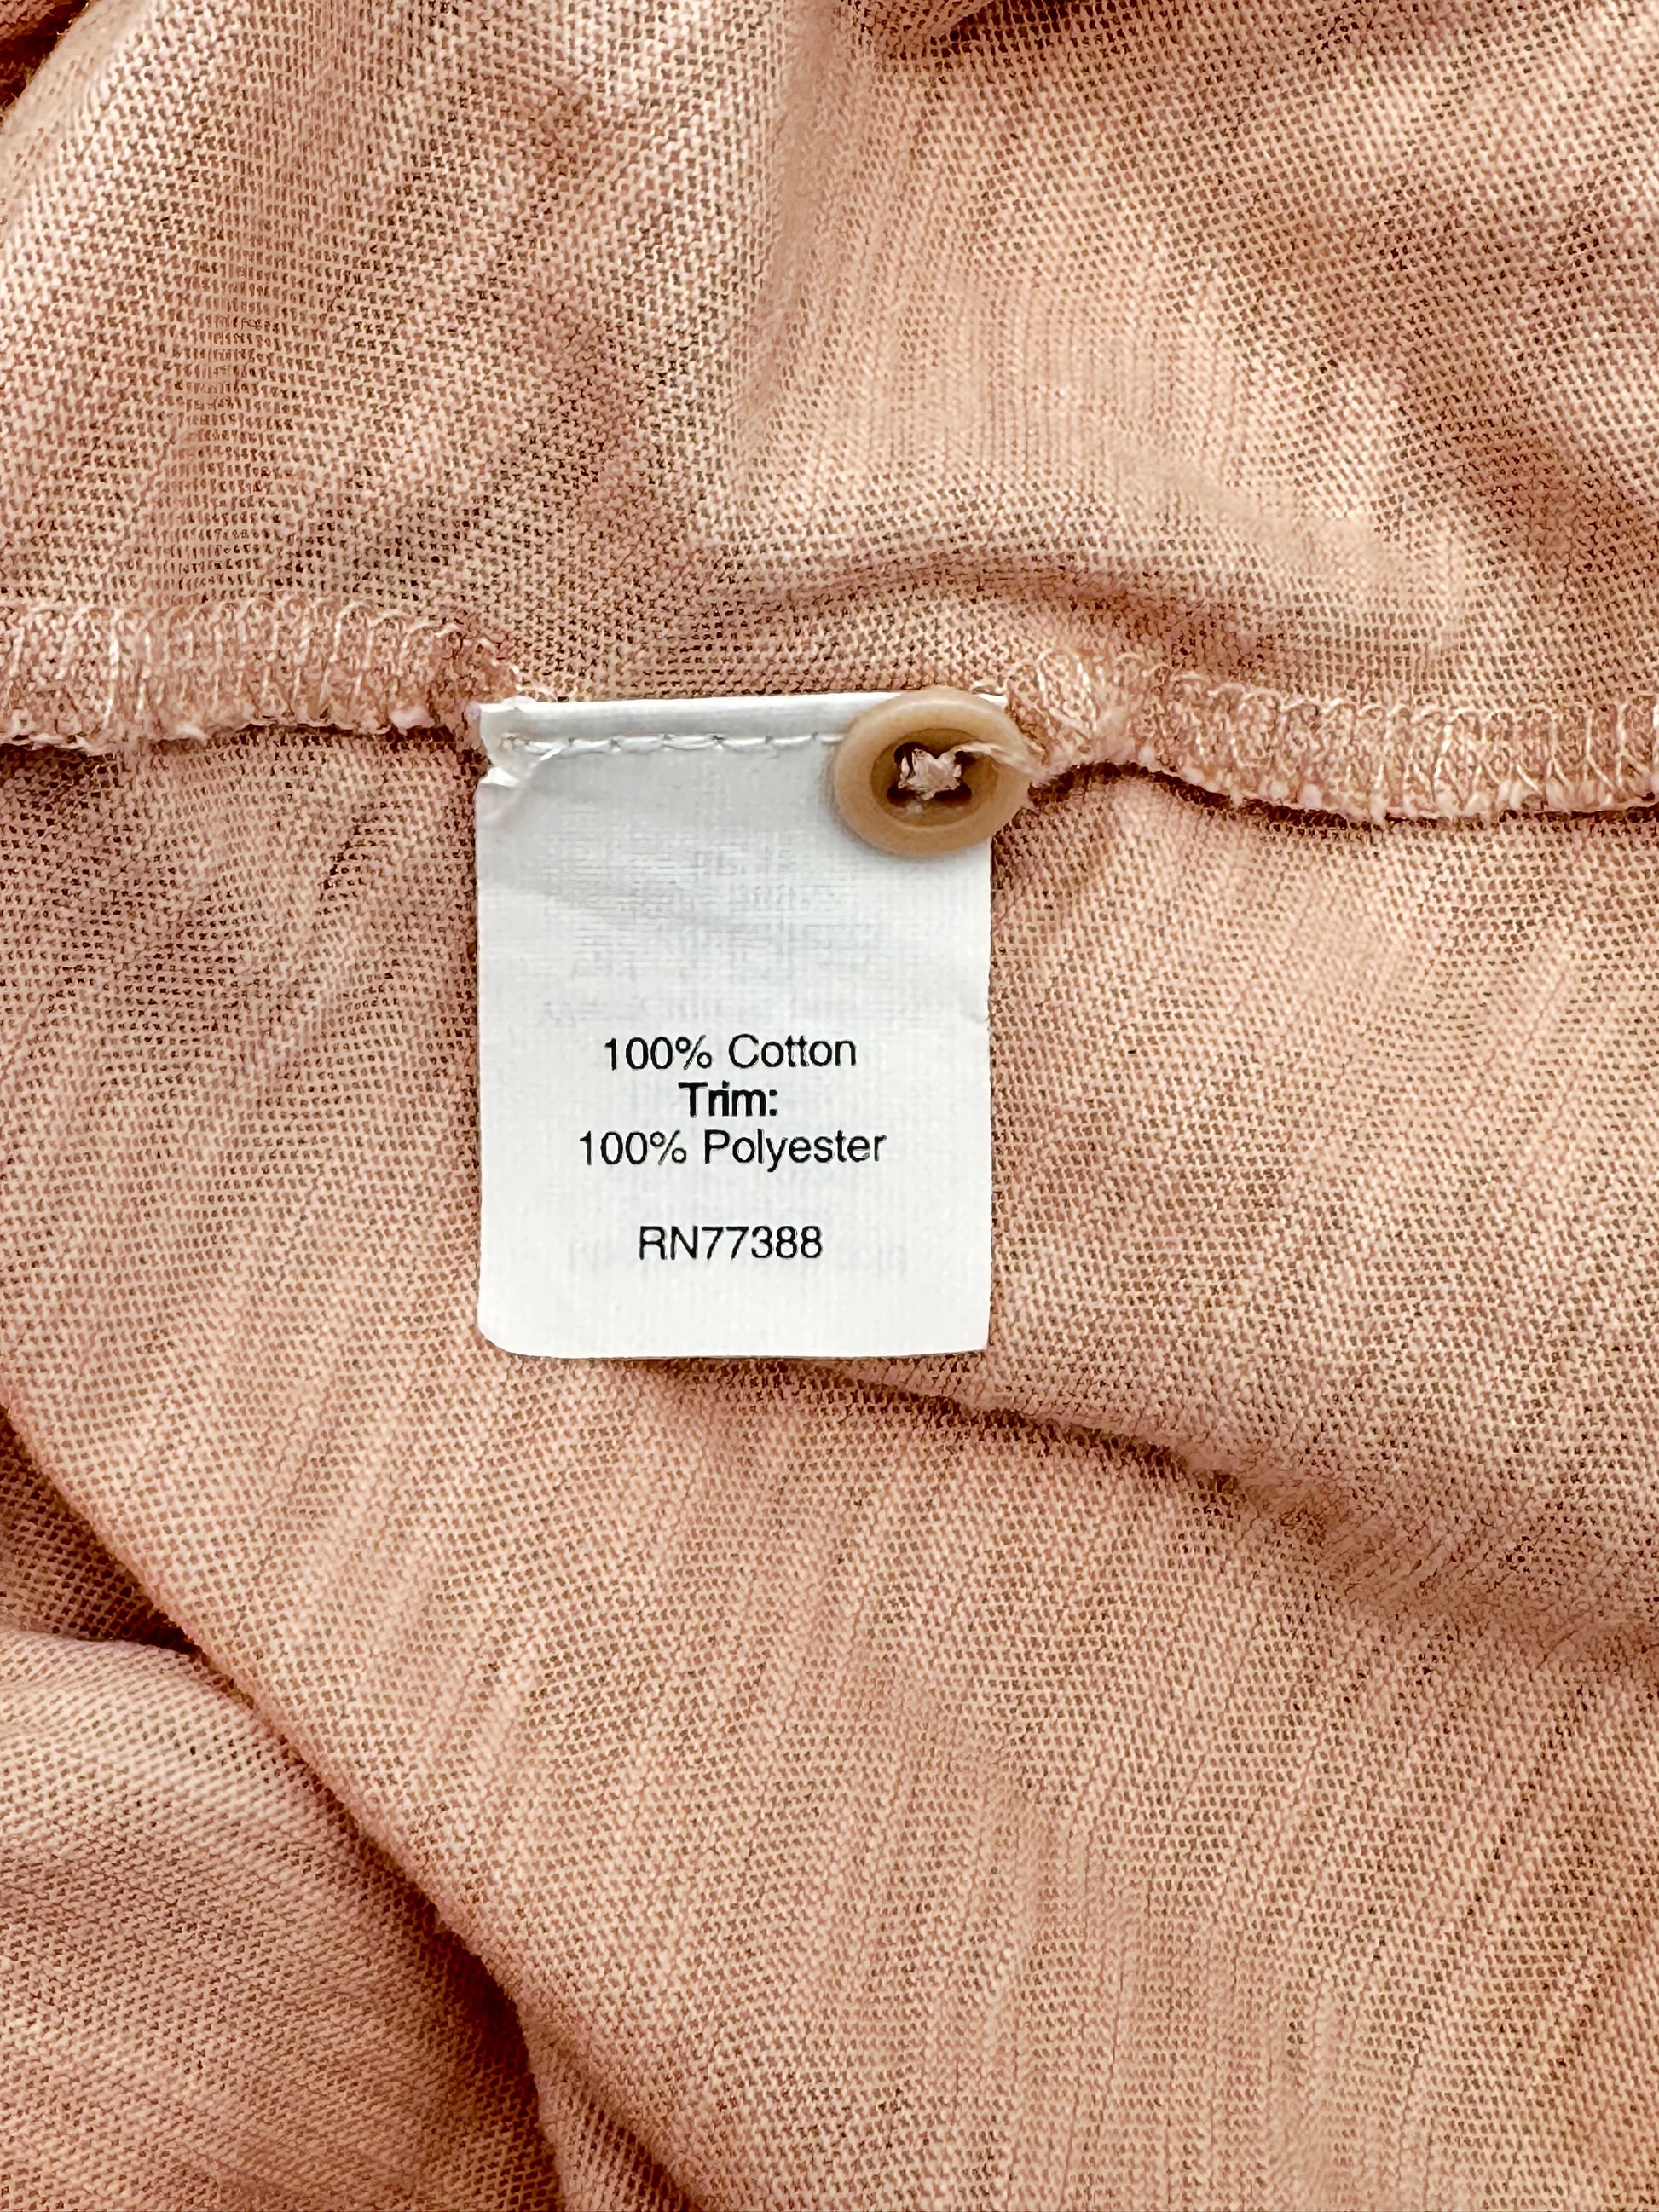 100% Cotton
Trim:
100% Polyester
RN77388